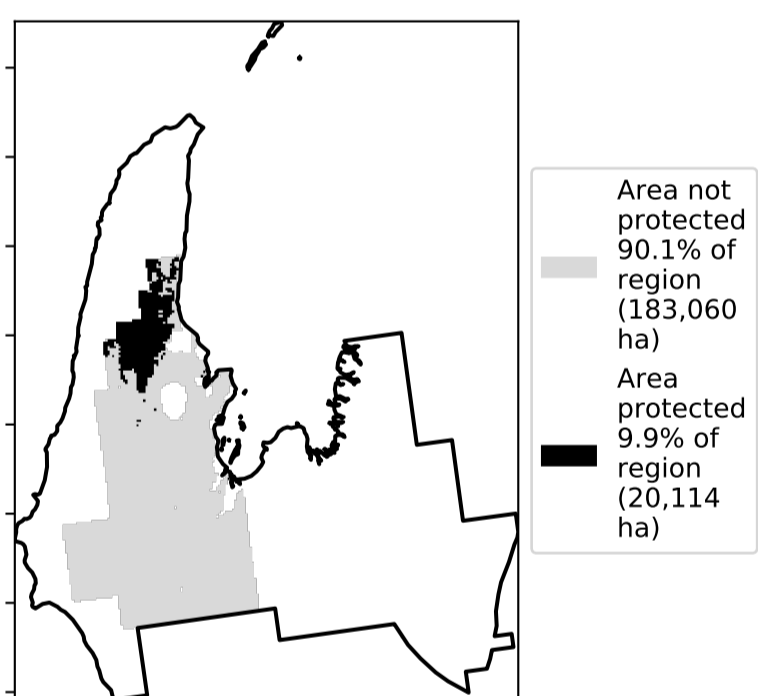 Area not
protected
90.1% of
region
(183,060
ha)
Area
protected
9.9% of
region
(20,114
ha)